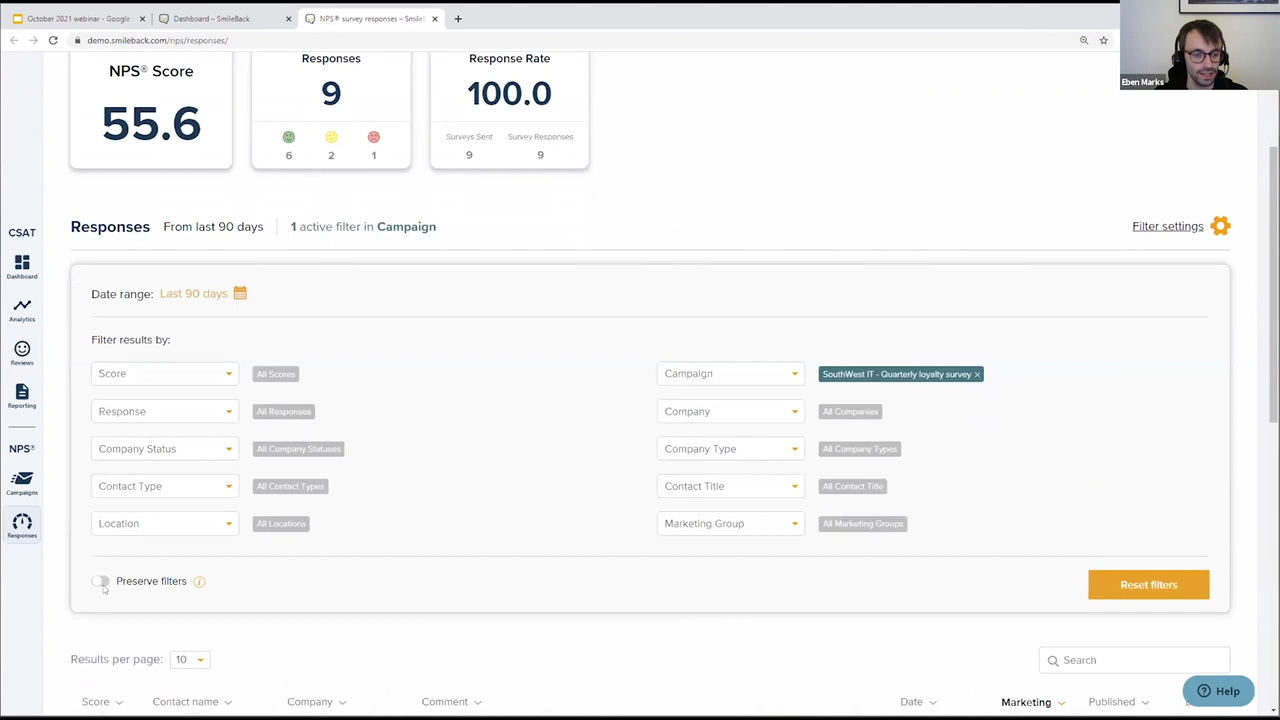 October 2021 webinar - Google
Dashboard – SmileBack
NPS® survey responses – Smile
demo.smileback.com/nps/responses/
Eben Marks
NPS® Score
55.6
Responses
9
6 2 1
Response Rate
100.0
Surveys Sent Survey Responses
9 9
CSAT
Dashboard
Analytics
Reviews
Reporting
NPS®
Campaigns
Responses
Responses From last 90 days 1 active filter in Campaign Filter settings
Date range: Last 90 days
Filter results by:
Score All Scores Campaign SouthWest IT - Quarterly loyalty survey ×
Response All Responses Company All Companies
Company Status All Company Statuses Company Type All Company Types
Contact Type All Contact Types Contact Title All Contact Title
Location All Locations Marketing Group All Marketing Groups
Preserve filters Reset filters
Results per page: 10 Search
Help
Score Contact name Company Comment Date Marketing Published